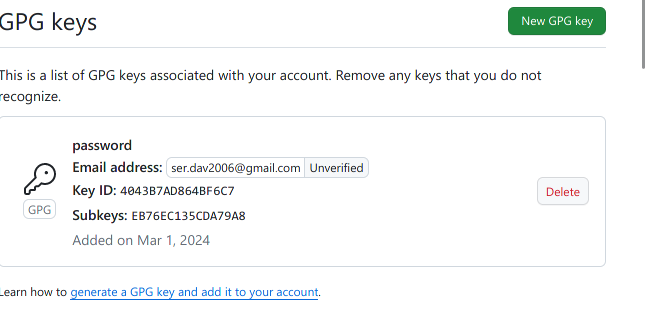 GPG keys
New GPG key
This is a list of GPG keys associated with your account. Remove any keys that you do not
recognize.
password
Email address: ser.dav2006@gmail.com Unverified
Key ID: 4043B7AD864BF6C7
GPG
Delete
Subkeys: EB76EC135CDA79A8
Added on Mar 1, 2024
Learn how to generate a GPG key and add it to your account.